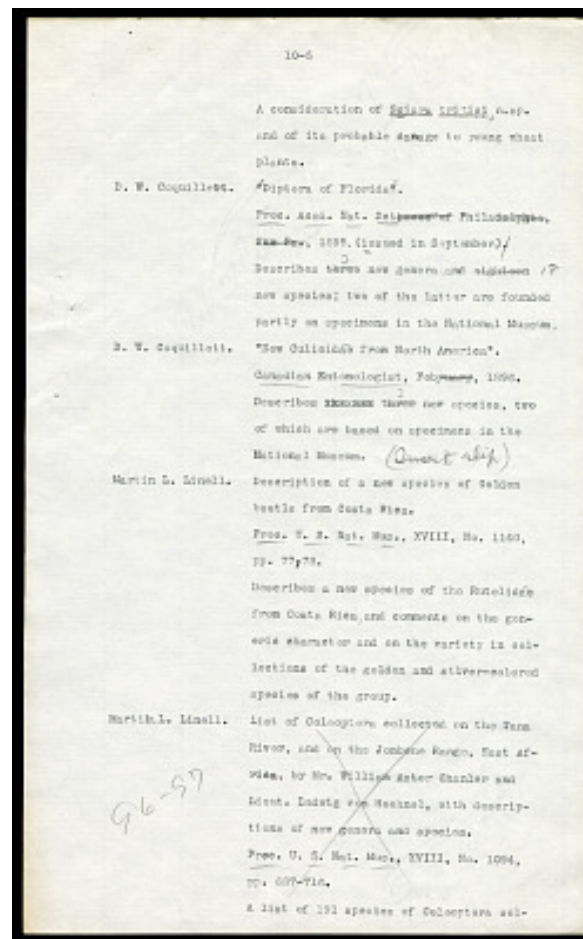 10-5
A consideration of Sciara tritici, n.sp.
and of its probable damage to young wheat
plants.
D. W. Coquillett. "Diptera of Florida".
Proc. Acad. Nat. Sciences of Philadelphia,
1895. (issued in September)
Describes three 3 new genera and eighteen 18
new species; two of the latter are founded
partly on specimens in the National Museum.
D. W. Coquillett. "New Culicidae from North America".
Canadian Entomologist, February, 1896.
Describes three 3 new species, two
of which are based on specimens in the
National Museum. (Insert slip)
Martin L. Linell. Description of a new species of Golden
beetle from Costa Rica.
Proc. U. S. Nat. Mus., XVIII, No. 1140,
pp. 77,78.
Describes a new species of the Rutelidae
from Costa Rica, and comments on the gen-
eric character and on the variety in col-
lections of the golden and silver-colored
species of the group.
Martin L. Linell. List of Coleoptera collected on the Tana
River, and on the Jombene Range, East Af-
rica, by Mr. William Astor Chanler and
Lieut. Ludwig von Hoehnel, with descrip-
tions of new genera and species.
Proc. U. S. Nat. Mus., XVIII, No. 1094,
pp. 687-716.
96-97
A list of 191 species of Coleoptera col-